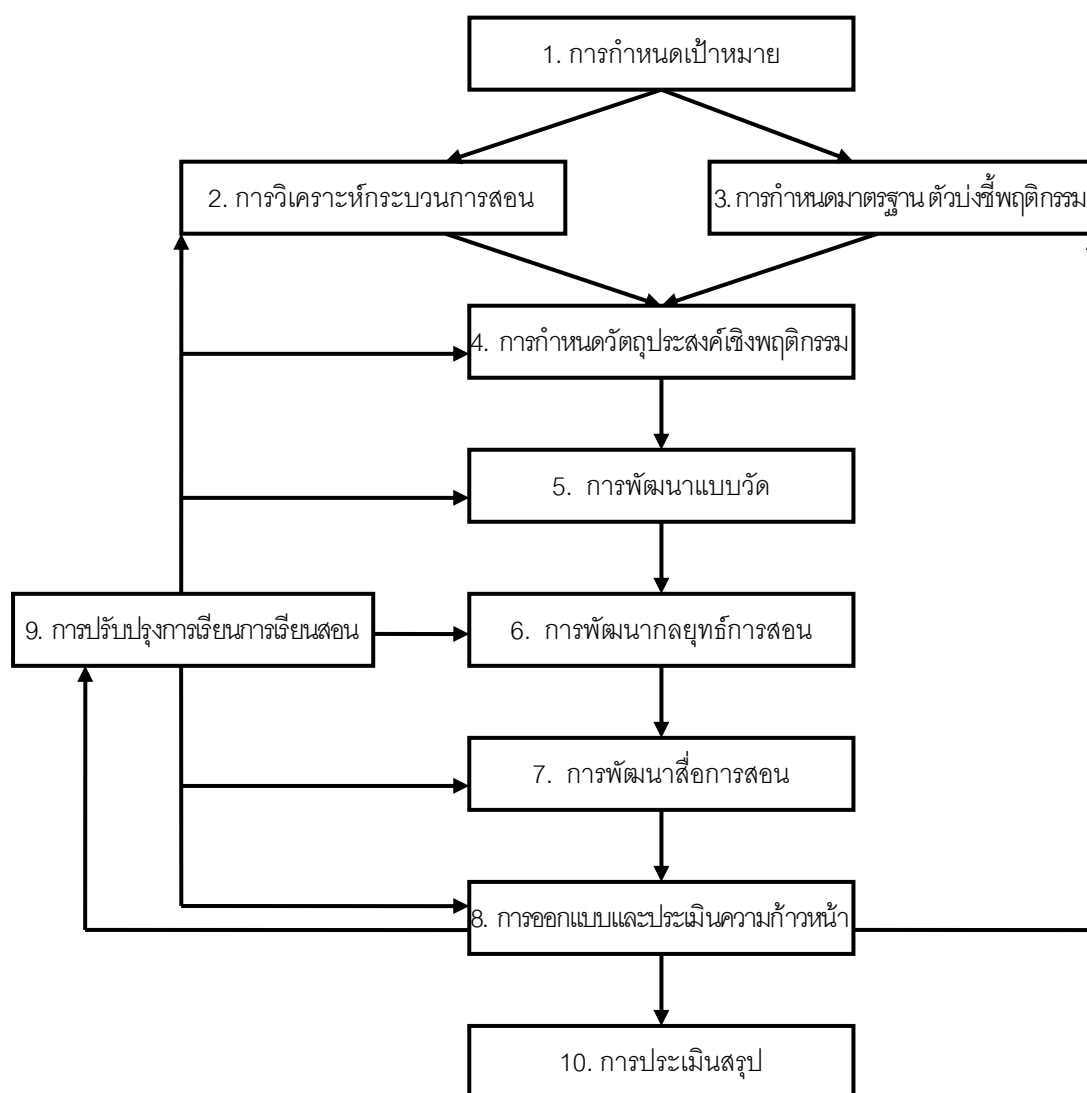 1. การกำหนดเป้าหมาย
2. การวิเคราะห์กระบวนการสอน
3. การกำหนดมาตรฐาน ตัวบ่งชี้พฤติกรรม
4. การกำหนดวัตถุประสงค์เชิงพฤติกรรม
5. การพัฒนาแบบวัด
9. การปรับปรุงการเรียนการเรียนสอน
6. การพัฒนากลยุทธ์การสอน
7. การพัฒนาสื่อการสอน
8. การออกแบบและประเมินความก้าวหน้า
10. การประเมินสรุป